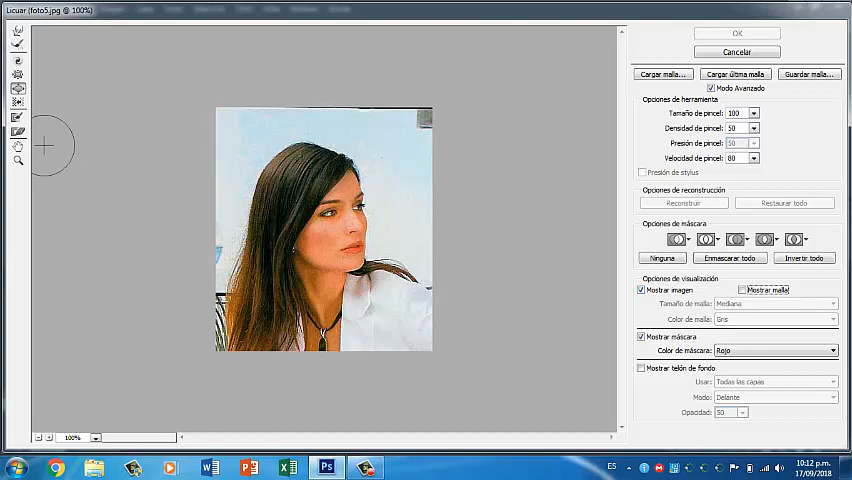 Licuar (foto5.jpg @ 100%)
OK
Cancelar
Cargar malla...
Cargar última malla
Guardar malla...
Modo Avanzado
Opciones de herramienta
Tamaño de pincel: 100
Densidad de pincel: 50
Presión de pincel: 50
Velocidad de pincel: 80
Presión de stylus
Opciones de reconstrucción
Reconstruir
Restaurar todo
Opciones de máscara
Ninguna
Enmascarar todo
Invertir todo
Opciones de visualización
Mostrar imagen
Mostrar malla
Tamaño de malla: Mediana
Color de malla: Gris
Mostrar máscara
Color de máscara: Rojo
Mostrar telón de fondo
Usar: Todas las capas
Modo: Delante
Opacidad: 50
100%
ES
10:12 p.m.
17/09/2018